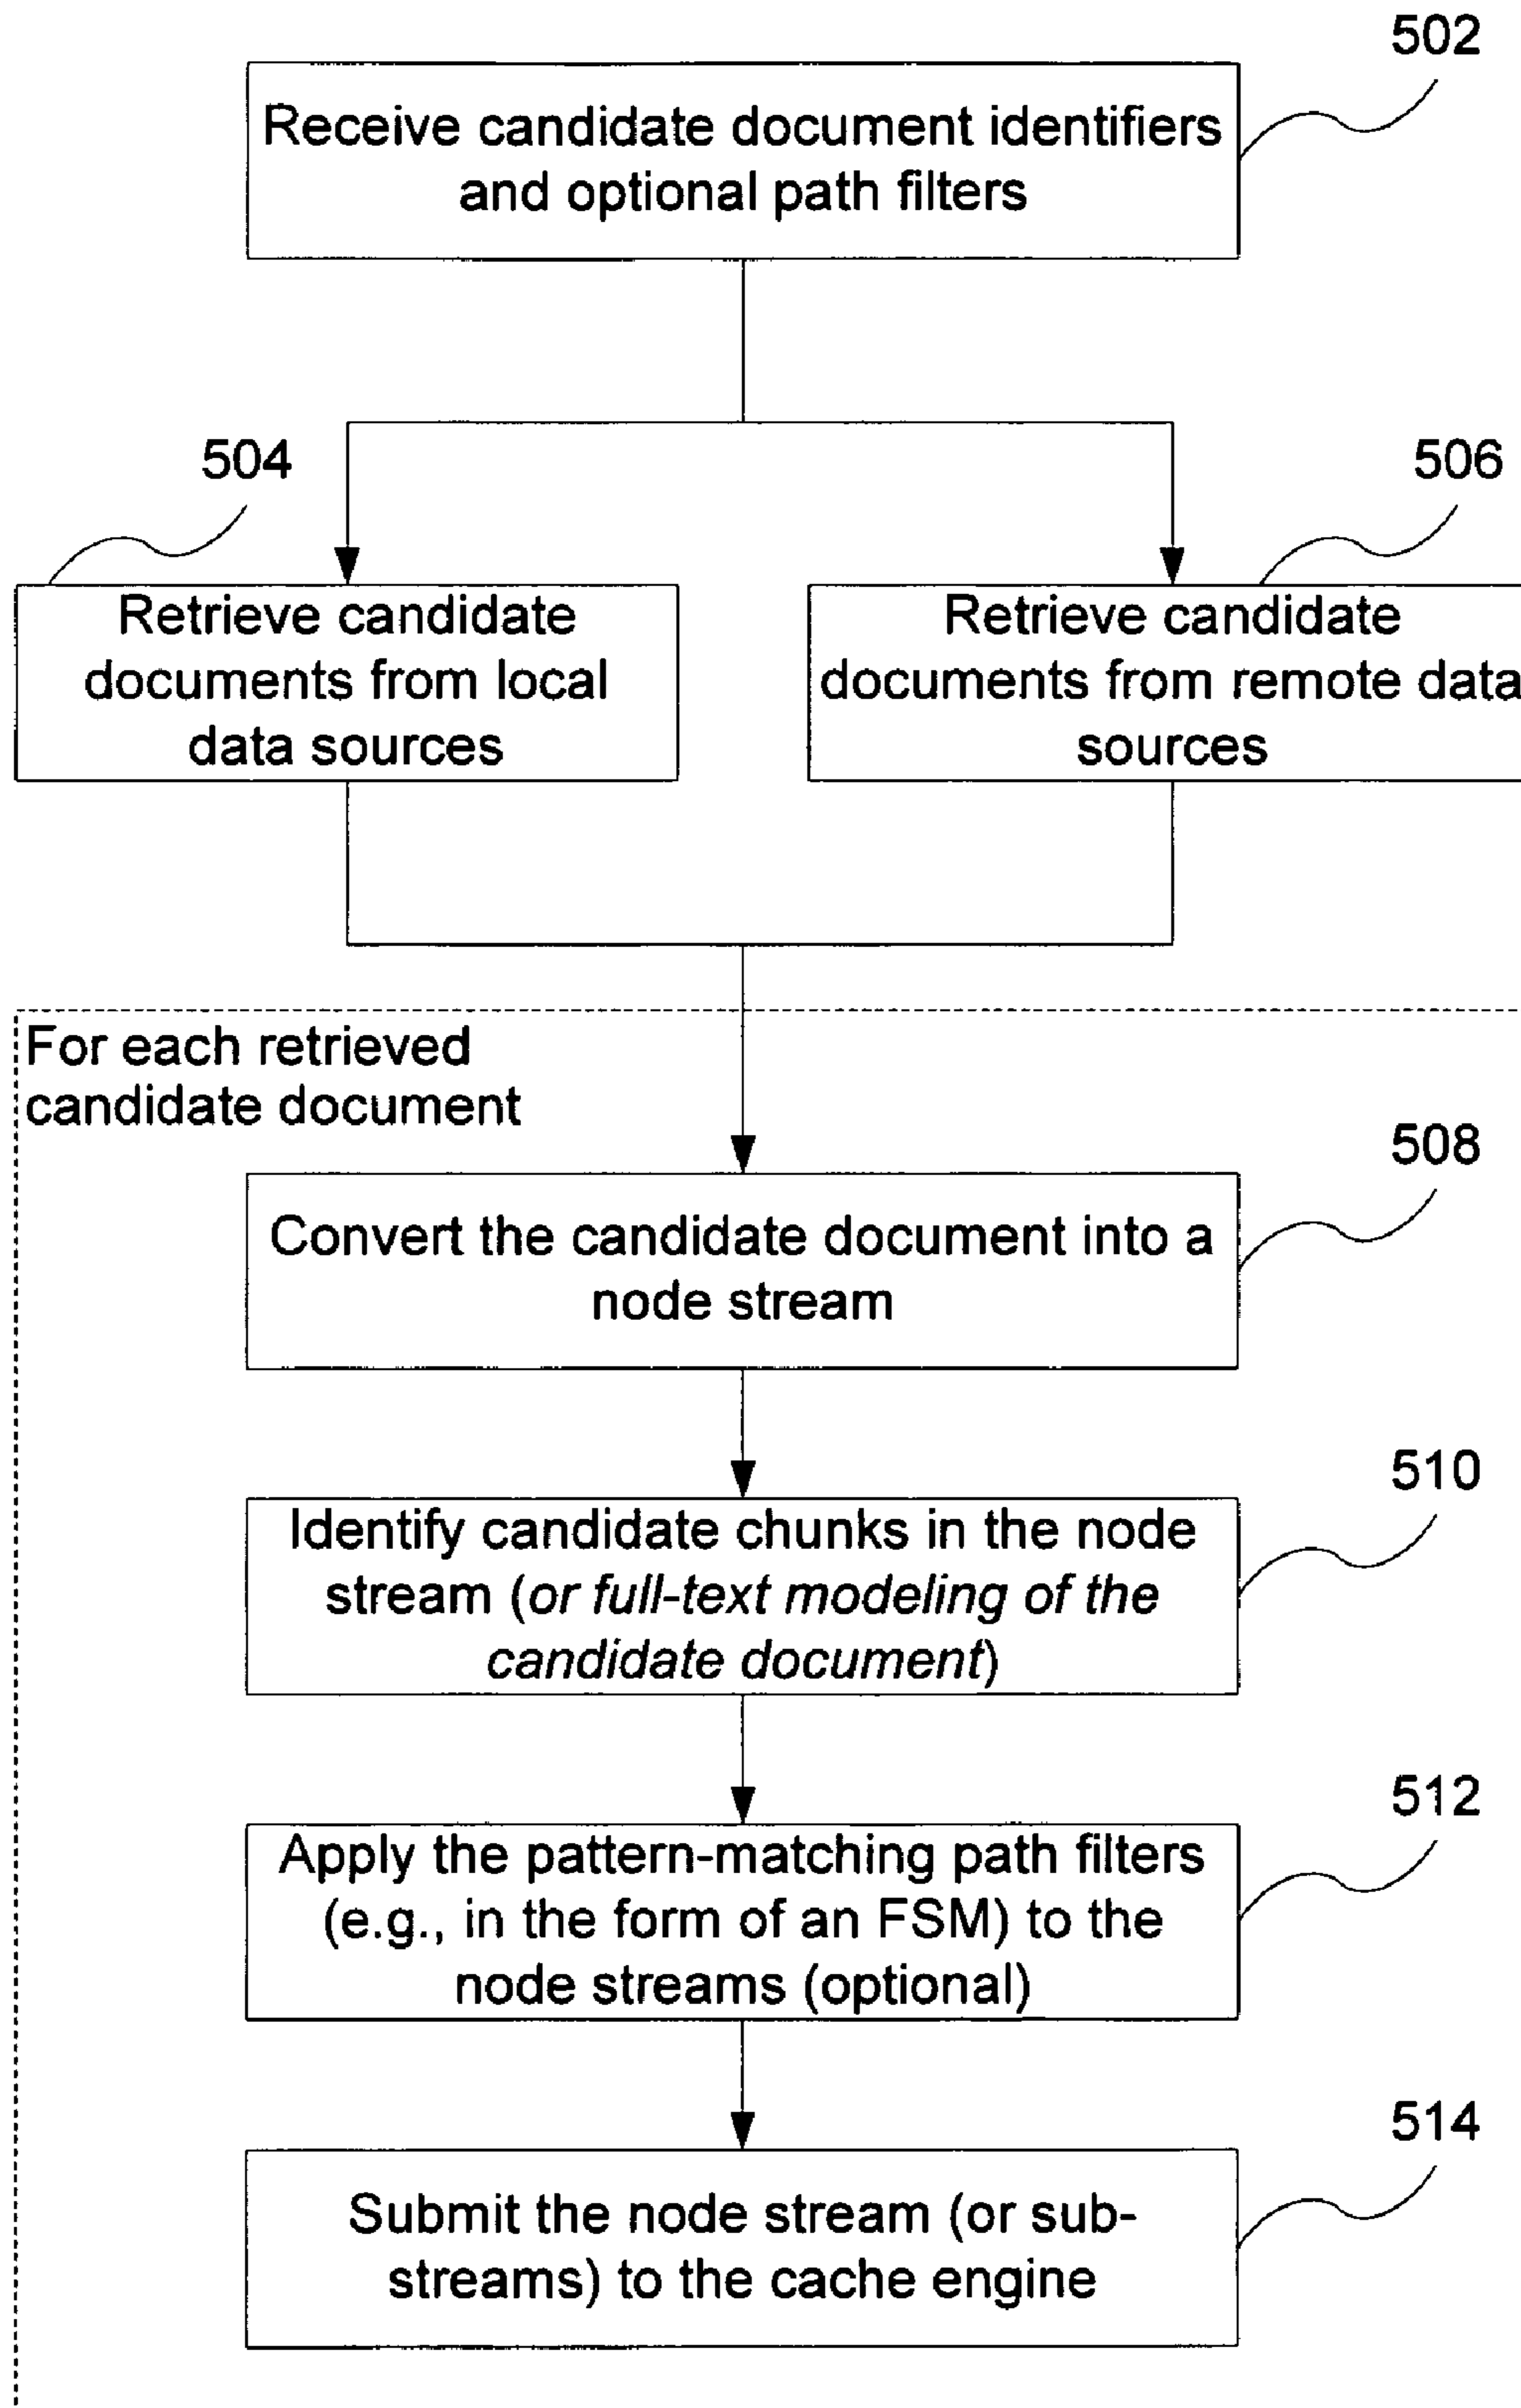 502
Receive candidate document identifiers
and optional path filters
504
506
Retrieve candidate
documents from local
data sources
Retrieve candidate
documents from remote data
sources
For each retrieved
candidate document
508
Convert the candidate document into a
node stream
510
Identify candidate chunks in the node
stream (or full-text modeling of the
candidate document)
512
Apply the pattern-matching path filters
(e.g., in the form of an FSM) to the
node streams (optional)
514
Submit the node stream (or sub-
streams) to the cache engine